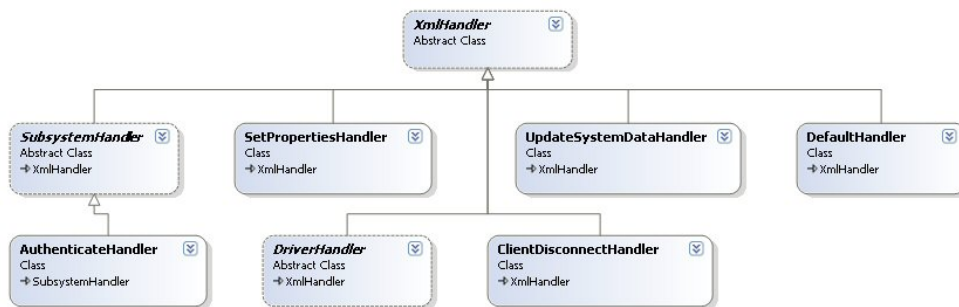 XmlHandler
Abstract Class
SubsystemHandler
Abstract Class
XmlHandler
SetPropertiesHandler
Class
XmlHandler
UpdateSystemDataHandler
Class
XmlHandler
DefaultHandler
Class
XmlHandler
AuthenticateHandler
Class
SubsystemHandler
DriverHandler
Abstract Class
XmlHandler
ClientDisconnectHandler
Class
XmlHandler